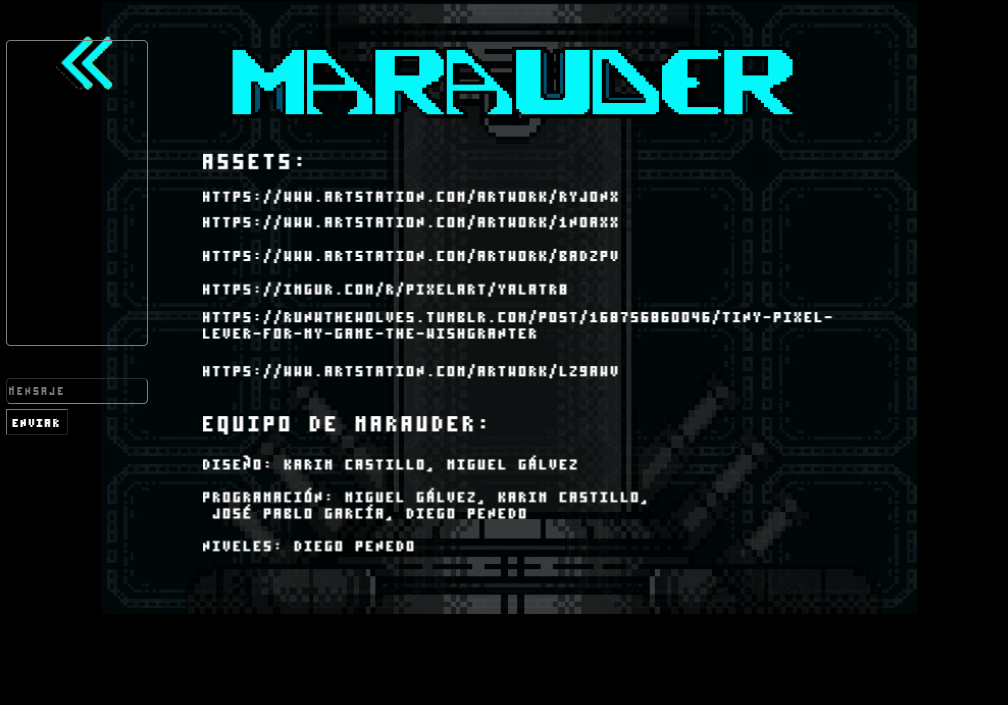 MARAUDER
ASSETS:
HTTPS://WWW.ARTSTATION.COM/ARTWORK/RYJONX
HTTPS://WWW.ARTSTATION.COM/ARTWORK/1NOAXX
HTTPS://WWW.ARTSTATION.COM/ARTWORK/BADZPV
HTTPS://IMGUR.COM/R/PIXELART/YALATR8
HTTPS://RUNWTHEWOLVES.TUMBLR.COM/POST/168756860046/TINY-PIXEL-
LEVER-FOR-MY-GAME-THE-WISHGRANTER
HTTPS://WWW.ARTSTATION.COM/ARTWORK/LZ9AWV
MENSAJE
ENVIAR
EQUIPO DE MARAUDER:
DISEÑO: KARIM CASTILLO, MIGUEL GÁLVEZ
PROGRAMACIÓN: MIGUEL GÁLVEZ, KARIM CASTILLO,
JOSÉ PABLO GARCÍA, DIEGO PENEDO
NIVELES: DIEGO PENEDO